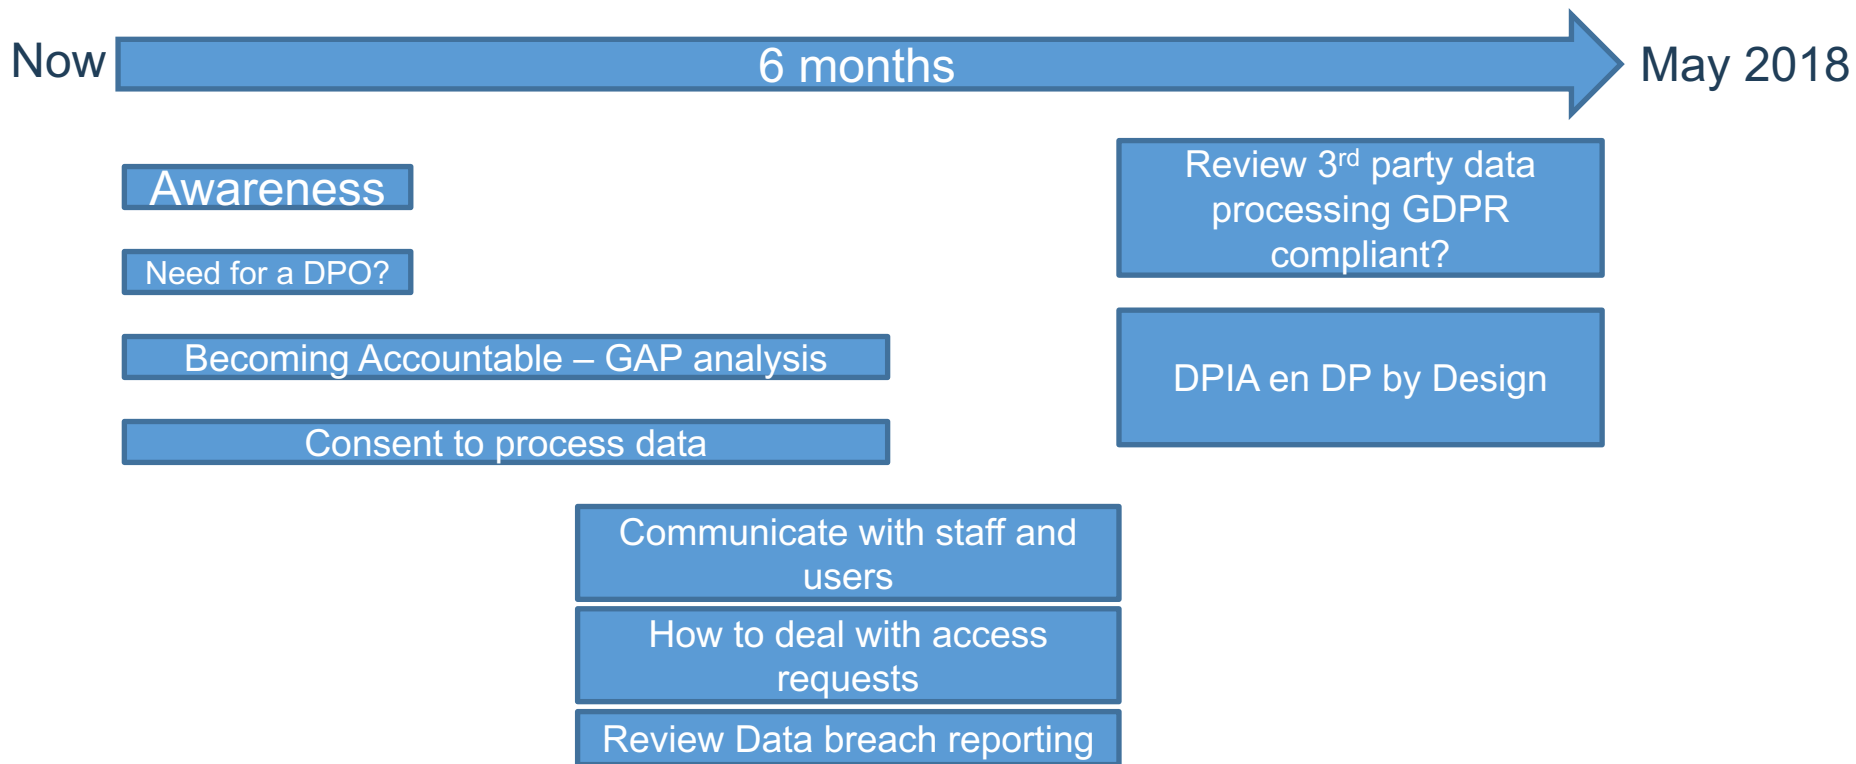 Now
6 months
May 2018
Awareness
Need for a DPO?
Becoming Accountable – GAP analysis
Consent to process data
Communicate with staff and
users
How to deal with access
requests
Review Data breach reporting
Review 3rd party data
processing GDPR
compliant?
DPIA en DP by Design